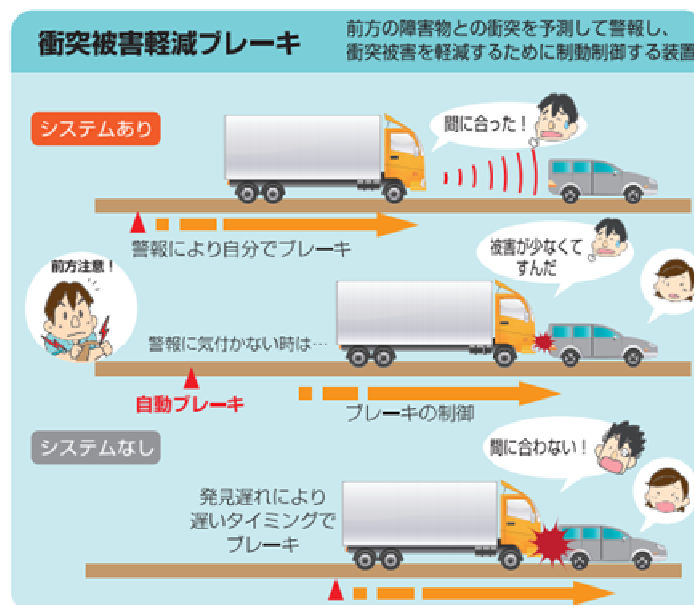 衝突被害軽減ブレーキ
前方の障害物との衝突を予測して警報し、
衝突被害を軽減するために制動制御する装置
システムあり
間に合った！
警報により自分でブレーキ
前方注意！
被害が少なくて
すんだ
警報に気付かない時は…
自動ブレーキ
ブレーキの制御
システムなし
間に合わない！
発見遅れにより
遅いタイミングで
ブレーキ